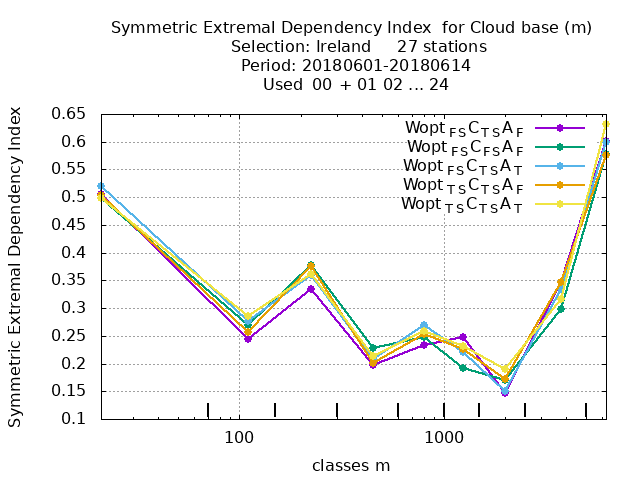 Symmetric Extremal Dependency Index for Cloud base (m)
Selection: Ireland 27 stations
Period: 20180601-20180614
Used 00 + 01 02 ... 24
Symmetric Extremal Dependency Index
0.65
0.6
0.55
0.5
0.45
0.4
0.35
0.3
0.25
0.2
0.15
0.1
Wopt FS C TS A F
Wopt FS C FS A F
Wopt FS C TS A T
Wopt TS C TS A F
Wopt TS C TS A T
100 1000
classes m